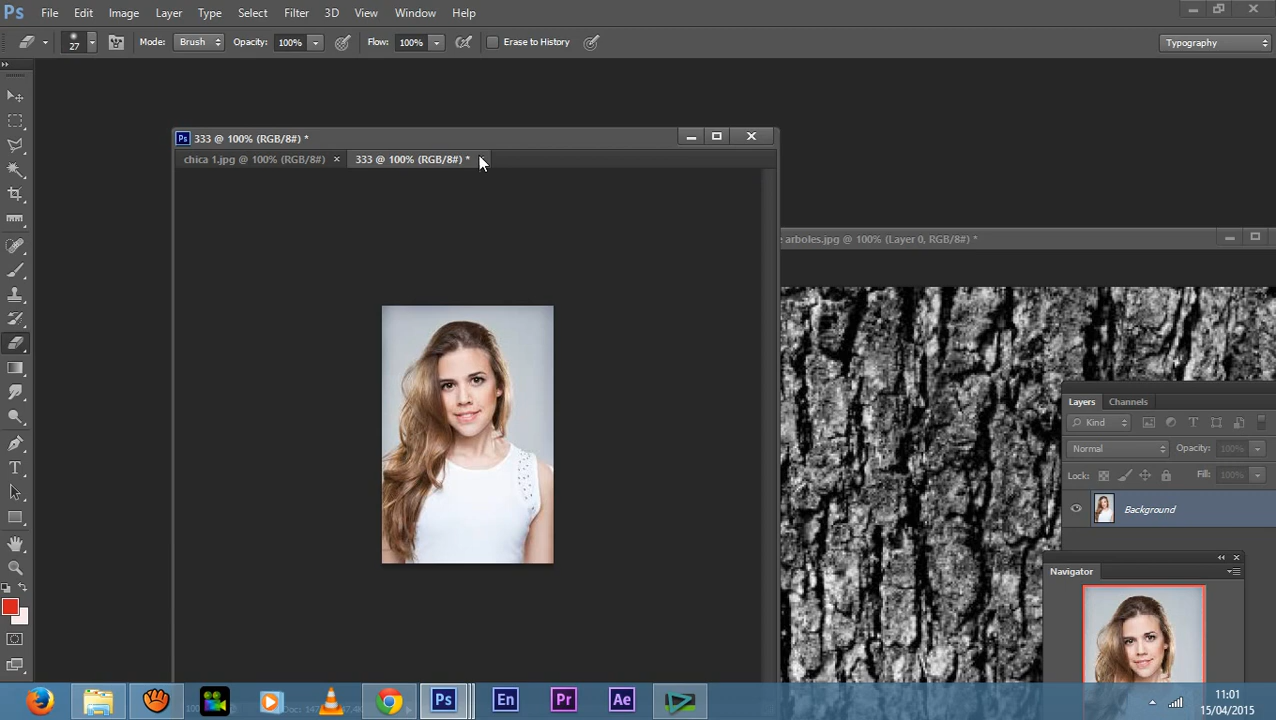 Ps File Edit Image Layer Type Select Filter 3D View Window Help
27 Mode: Brush Opacity: 100% Flow: 100% Erase to History Typography
Ps 333 @ 100% (RGB/8#) *
chica 1.jpg @ 100% (RGB/8#) × 333 @ 100% (RGB/8#) *
arboles.jpg @ 100% (Layer 0, RGB/8#) *
Layers Channels
Kind
Normal Opacity: 100%
Lock: Fill: 100%
Background
Navigator
Ps En Pr Ae
11:01
15/04/2015